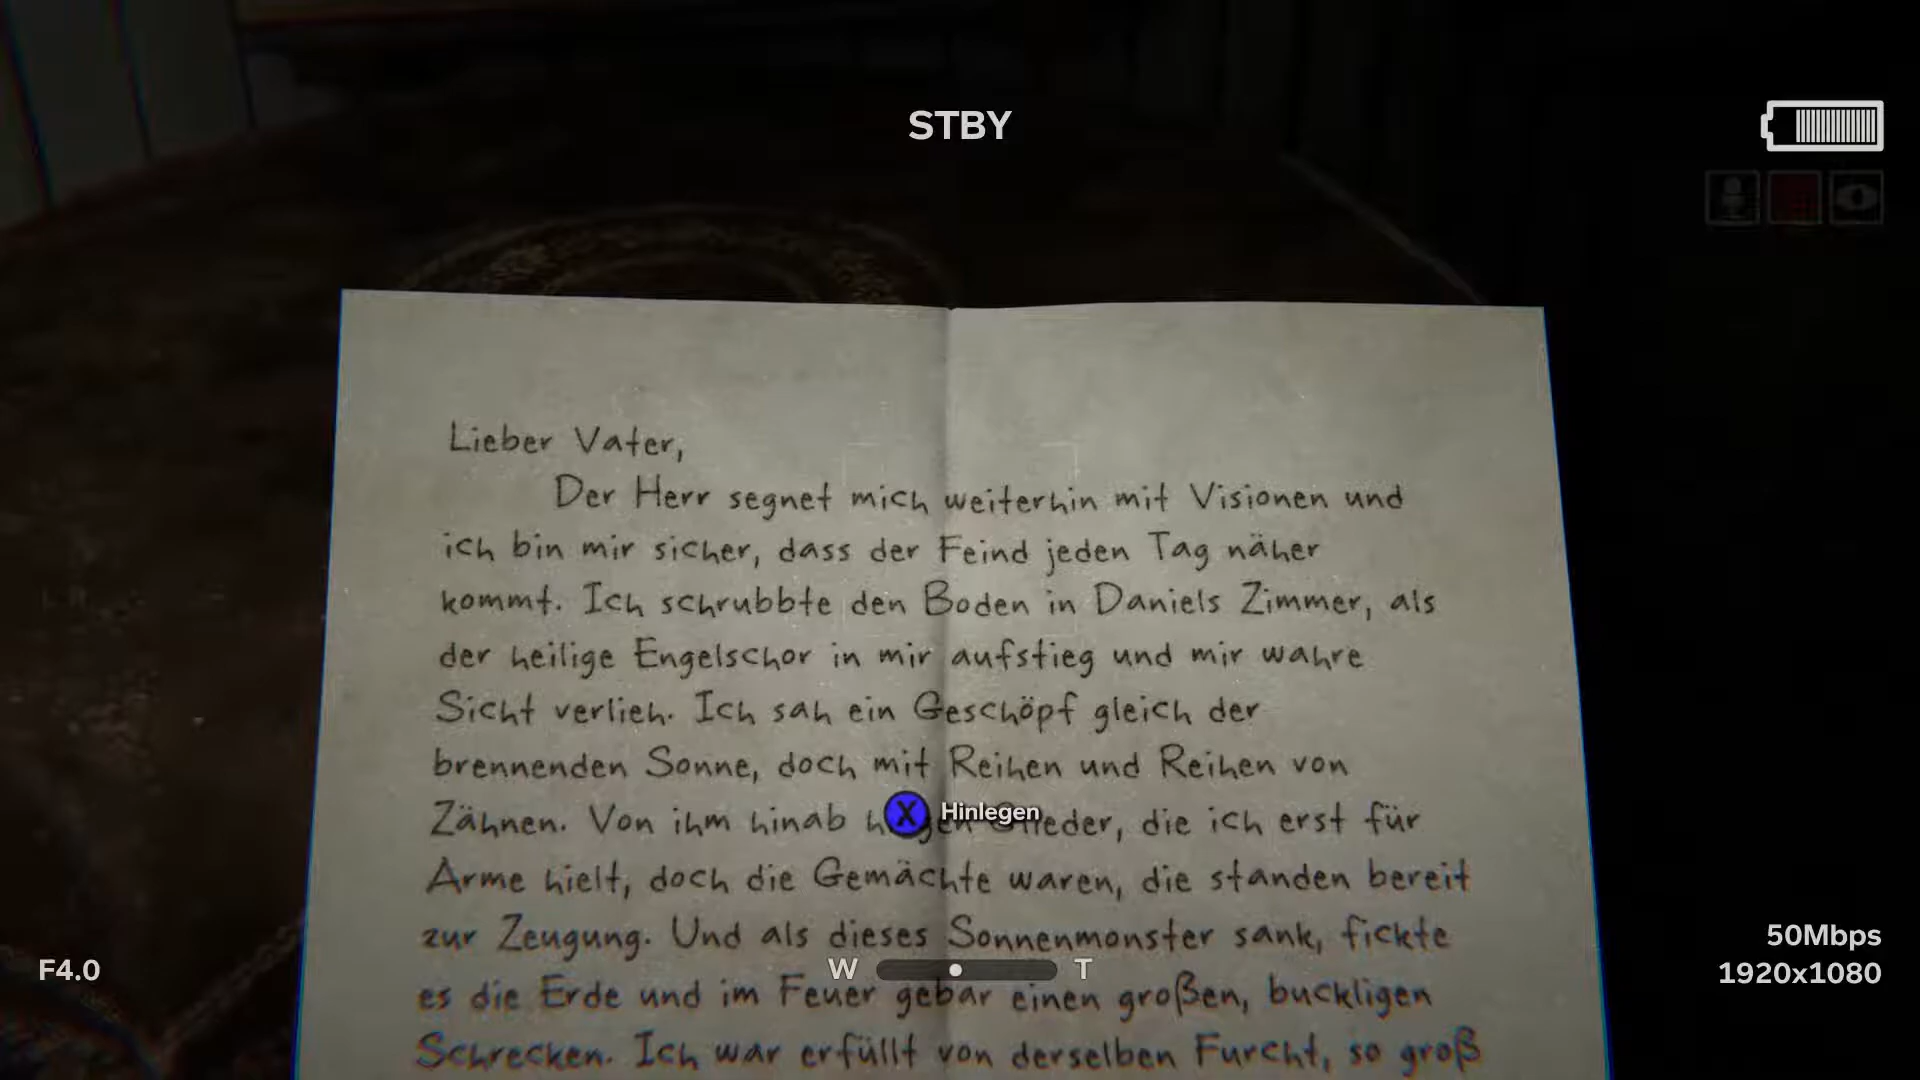 STBY
Lieber Vater,
Der Herr segnet mich weiterhin mit Visionen und
ich bin mir sicher, dass der Feind jeden Tag näher
kommt. Ich schrubbte den Boden in Daniels Zimmer, als
der heilige Engelschor in mir aufstieg und mir wahre
Sicht verlieh. Ich sah ein Geschöpf gleich der
brennenden Sonne, doch mit Reihen und Reihen von
Zähnen. Von ihm hinab die ich erst für
X Hinlegen
Arme hielt, doch die Gemächte waren, die standen bereit
zur Zeugung. Und als dieses Sonnenmonster sank, fickte
W T
es die Erde und im Feuer gebar einen großen, buckligen
Schrecken. Ich war erfüllt von derselben Furcht, so groß
F4.0
50Mbps
1920x1080